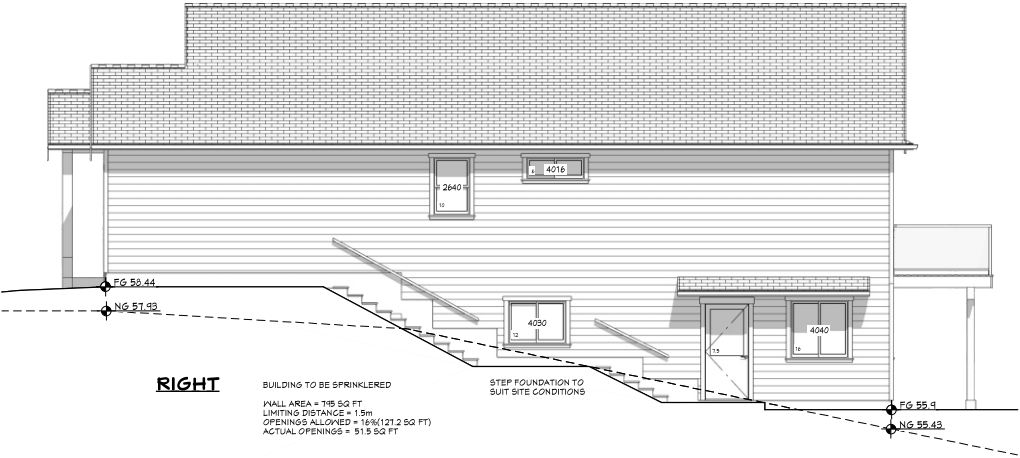 4016
6
2640
10
FG 58.44
NG 57.93
4030
12
7.5
4040
16
RIGHT
BUILDING TO BE SPRINKLERED
WALL AREA = 795 SQ FT
LIMITING DISTANCE = 1.5m
OPENINGS ALLOWED = 16%(127.2 SQ FT)
ACTUAL OPENINGS = 51.5 SQ FT
STEP FOUNDATION TO
SUIT SITE CONDITIONS
FG 55.9
NG 55.43